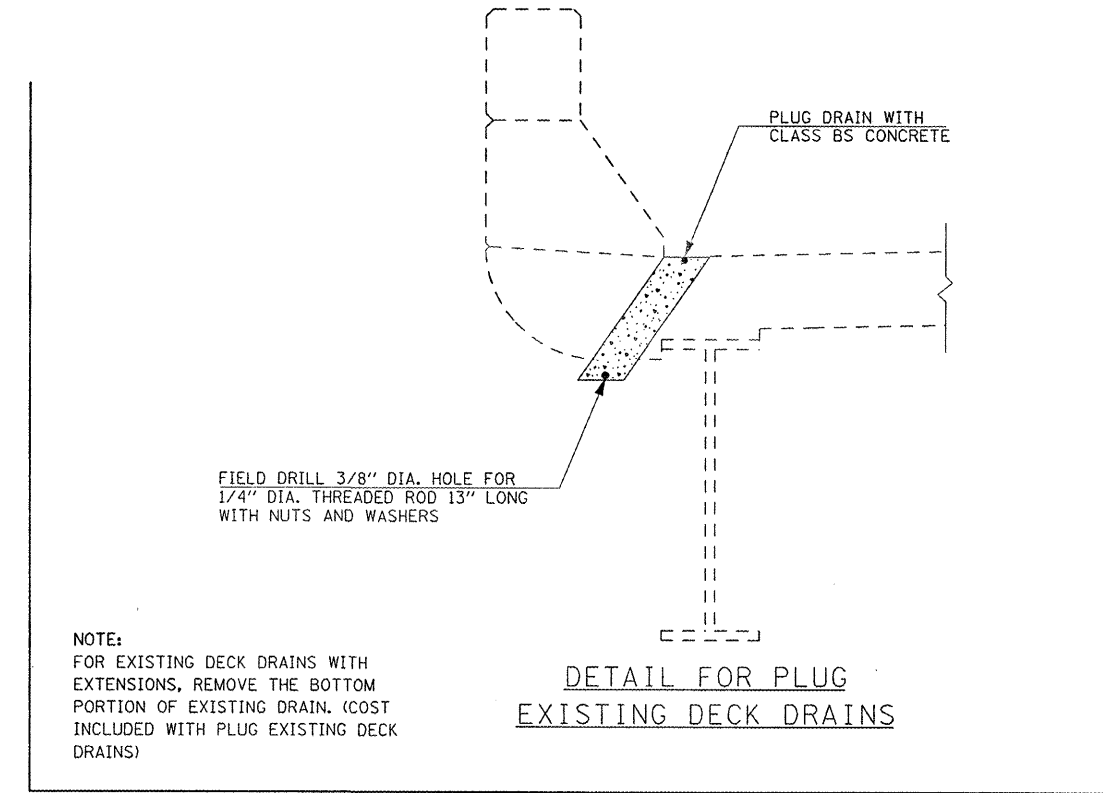 PLUG DRAIN WITH
CLASS BS CONCRETE
FIELD DRILL 3/8" DIA. HOLE FOR
1/4" DIA. THREADED ROD 13" LONG
WITH NUTS AND WASHERS
NOTE:
FOR EXISTING DECK DRAINS WITH
EXTENSIONS, REMOVE THE BOTTOM
PORTION OF EXISTING DRAIN. (COST
INCLUDED WITH PLUG EXISTING DECK
DRAINS)
DETAIL FOR PLUG
EXISTING DECK DRAINS